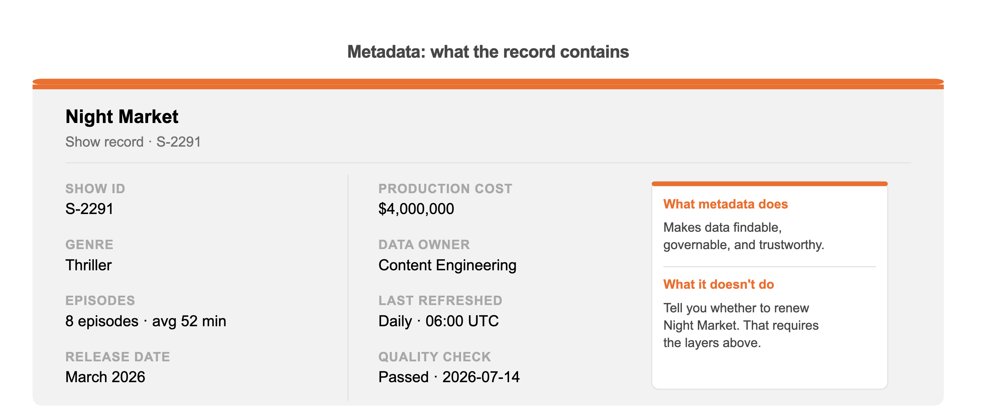 Metadata: what the record contains
Night Market
Show record · S-2291
SHOW ID
S-2291
GENRE
Thriller
EPISODES
8 episodes · avg 52 min
RELEASE DATE
March 2026
PRODUCTION COST
$4,000,000
DATA OWNER
Content Engineering
LAST REFRESHED
Daily · 06:00 UTC
QUALITY CHECK
Passed · 2026-07-14
What metadata does
Makes data findable,
governable, and trustworthy.
What it doesn't do
Tell you whether to renew
Night Market. That requires
the layers above.